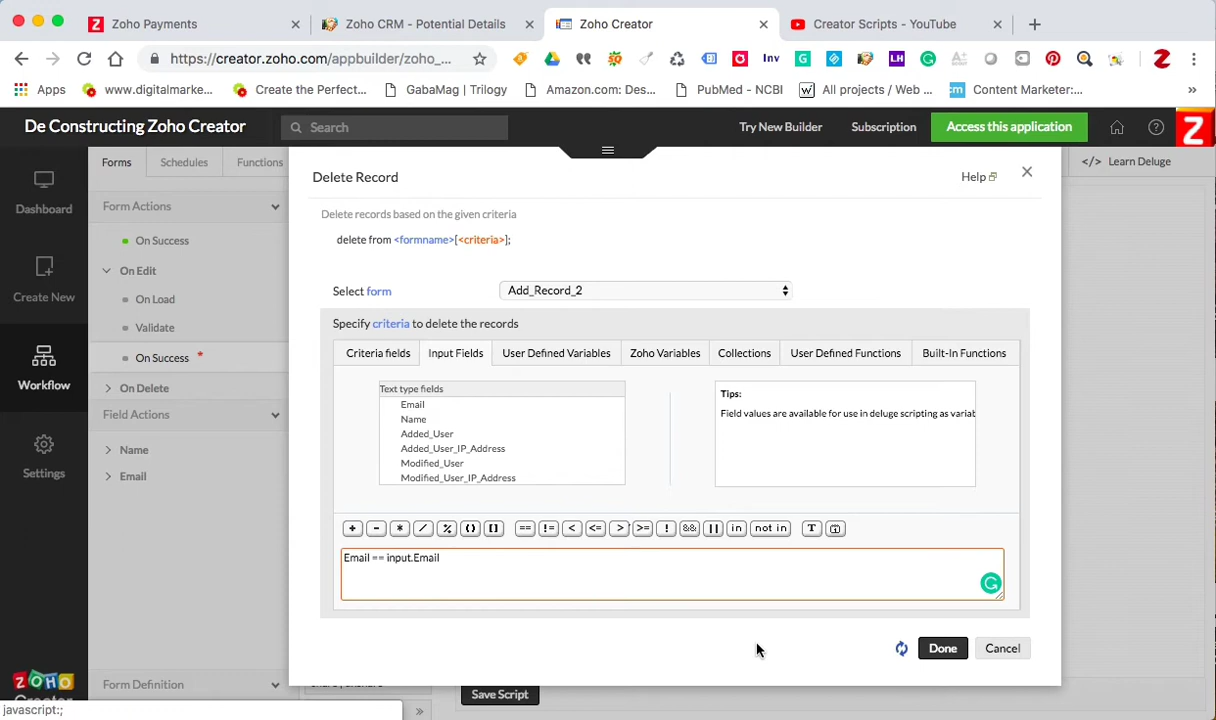 Zoho Payments
Zoho CRM - Potential Details
Zoho Creator
Creator Scripts - YouTube
https://creator.zoho.com/appbuilder/zoho_...
Inv
LH
Apps
www.digitalmarke...
Create the Perfect...
GabaMag | Trilogy
Amazon.com: Des...
PubMed - NCBI
All projects / Web ...
Content Marketer:...
»
De Constructing Zoho Creator
Search
Try New Builder
Subscription
Access this application
Forms
Schedules
Functions
</> Learn Deluge
Dashboard
Create New
Workflow
Settings
ZOHO
Form Actions
On Success
On Edit
On Load
Validate
On Success *
On Delete
Field Actions
Name
Email
Form Definition
Delete Record
Help
Delete records based on the given criteria
delete from <formname>[<criteria>];
Select form
Add_Record_2
Specify criteria to delete the records
Criteria fields
Input Fields
User Defined Variables
Zoho Variables
Collections
User Defined Functions
Built-In Functions
Text type fields
Email
Name
Added_User
Added_User_IP_Address
Modified_User
Modified_User_IP_Address
Tips:
Field values are available for use in deluge scripting as variat
+ - * / % () [] == != < <= > >= ! && || in not in T
Email == input.Email
Done
Cancel
Save Script
»
javascript:;